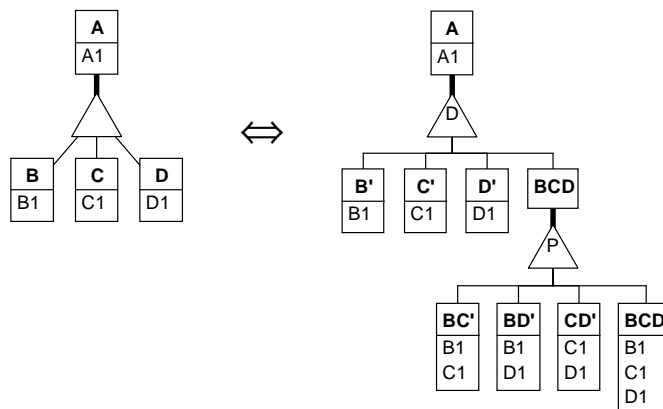 A A
A1 A1
D
B C D B' C' D' BCD
B1 C1 D1 B1 C1 D1
P
BC' BD' CD' BCD
B1 B1 C1 B1
C1 D1 D1 C1
D1